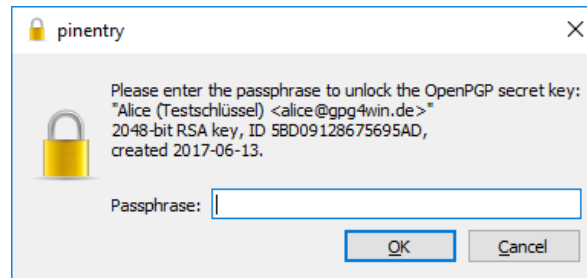 pinentry
Please enter the passphrase to unlock the OpenPGP secret key:
"Alice (Testschlüssel) <alice@gpg4win.de>"
2048-bit RSA key, ID 5BD09128675695AD,
created 2017-06-13.
Passphrase:
OK
Cancel